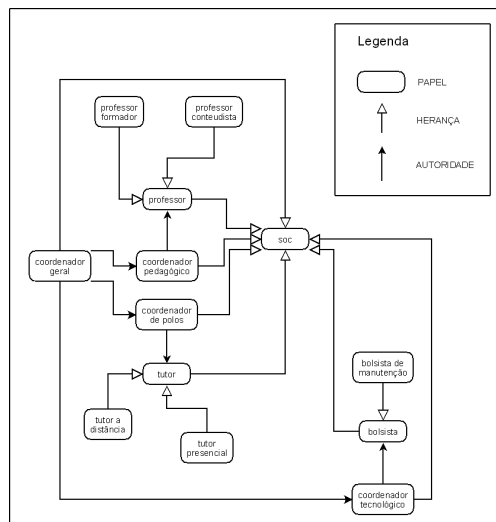 Legenda
PAPEL
HERANÇA
AUTORIDADE
professor
formador
professor
conteudista
professor
soc
coordenador
geral
coordenador
pedagógico
coordenador
de polos
tutor
bolsista de
manutenção
tutor a
distância
tutor
presencial
bolsista
coordenador
tecnológico